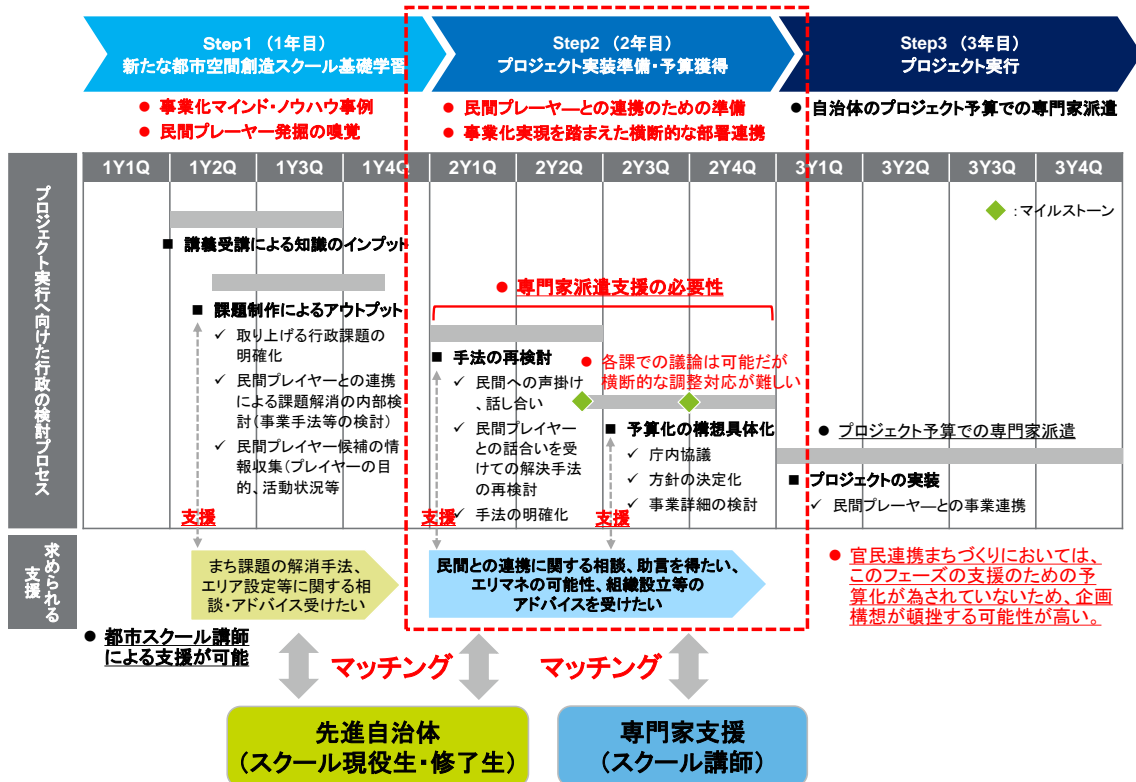 Step1 （1年目）
新たな都市空間創造スクール基礎学習
Step2 （2年目）
プロジェクト実装準備・予算獲得
Step3 （3年目）
プロジェクト実行
● 事業化マインド・ノウハウ事例
● 民間プレーヤー発掘の嗅覚
● 民間プレーヤーとの連携のための準備
● 事業化実現を踏まえた横断的な部署連携
● 自治体のプロジェクト予算での専門家派遣
プロジェクト実行へ向けた行政の検討プロセス
1Y1Q 1Y2Q 1Y3Q 1Y4Q 2Y1Q 2Y2Q 2Y3Q 2Y4Q 3Y1Q 3Y2Q 3Y3Q 3Y4Q
：マイルストーン
■ 講義受講による知識のインプット
■ 課題制作によるアウトプット
✓ 取り上げる行政課題の
明確化
✓ 民間プレイヤーとの連携
による課題解消の内部検
討（事業手法等の検討）
✓ 民間プレイヤー候補の情
報収集（プレイヤーの目
的、活動状況等
支援
● 専門家派遣支援の必要性
■ 手法の再検討
✓ 民間への声掛け
、話し合い
✓ 民間プレイヤー
との話合いを受
けての解決手法
の再検討
✓ 手法の明確化
支援
● 各課での議論は可能だが
横断的な調整対応が難しい
■ 予算化の構想具体化
✓ 庁内協議
✓ 方針の決定化
✓ 事業詳細の検討
支援
● プロジェクト予算での専門家派遣
■ プロジェクトの実装
✓ 民間プレーヤーとの事業連携
求められる
支援
まち課題の解消手法、
エリア設定等に関する相
談・アドバイス受けたい
民間との連携に関する相談、助言を得たい、
エリマネの可能性、組織設立等の
アドバイスを受けたい
● 官民連携まちづくりにおいては、
このフェーズの支援のための予
算化が為されていないため、企画
構想が頓挫する可能性が高い。
● 都市スクール講師
による支援が可能
マッチング
マッチング
先進自治体
（スクール現役生・修了生）
専門家支援
（スクール講師）